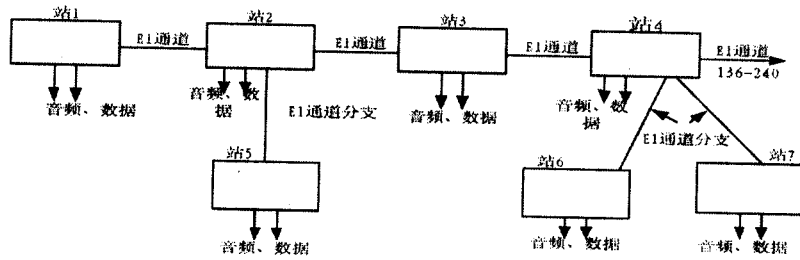 站1
站2
站3
站4
E1通道
E1通道
E1通道
E1通道
136-240
音频、数据
音频、数
据
音频、数据
音频、数
据
E1通道分支
E1通道分支
站5
站6
站7
音频、数据
音频、数据
音频、数据